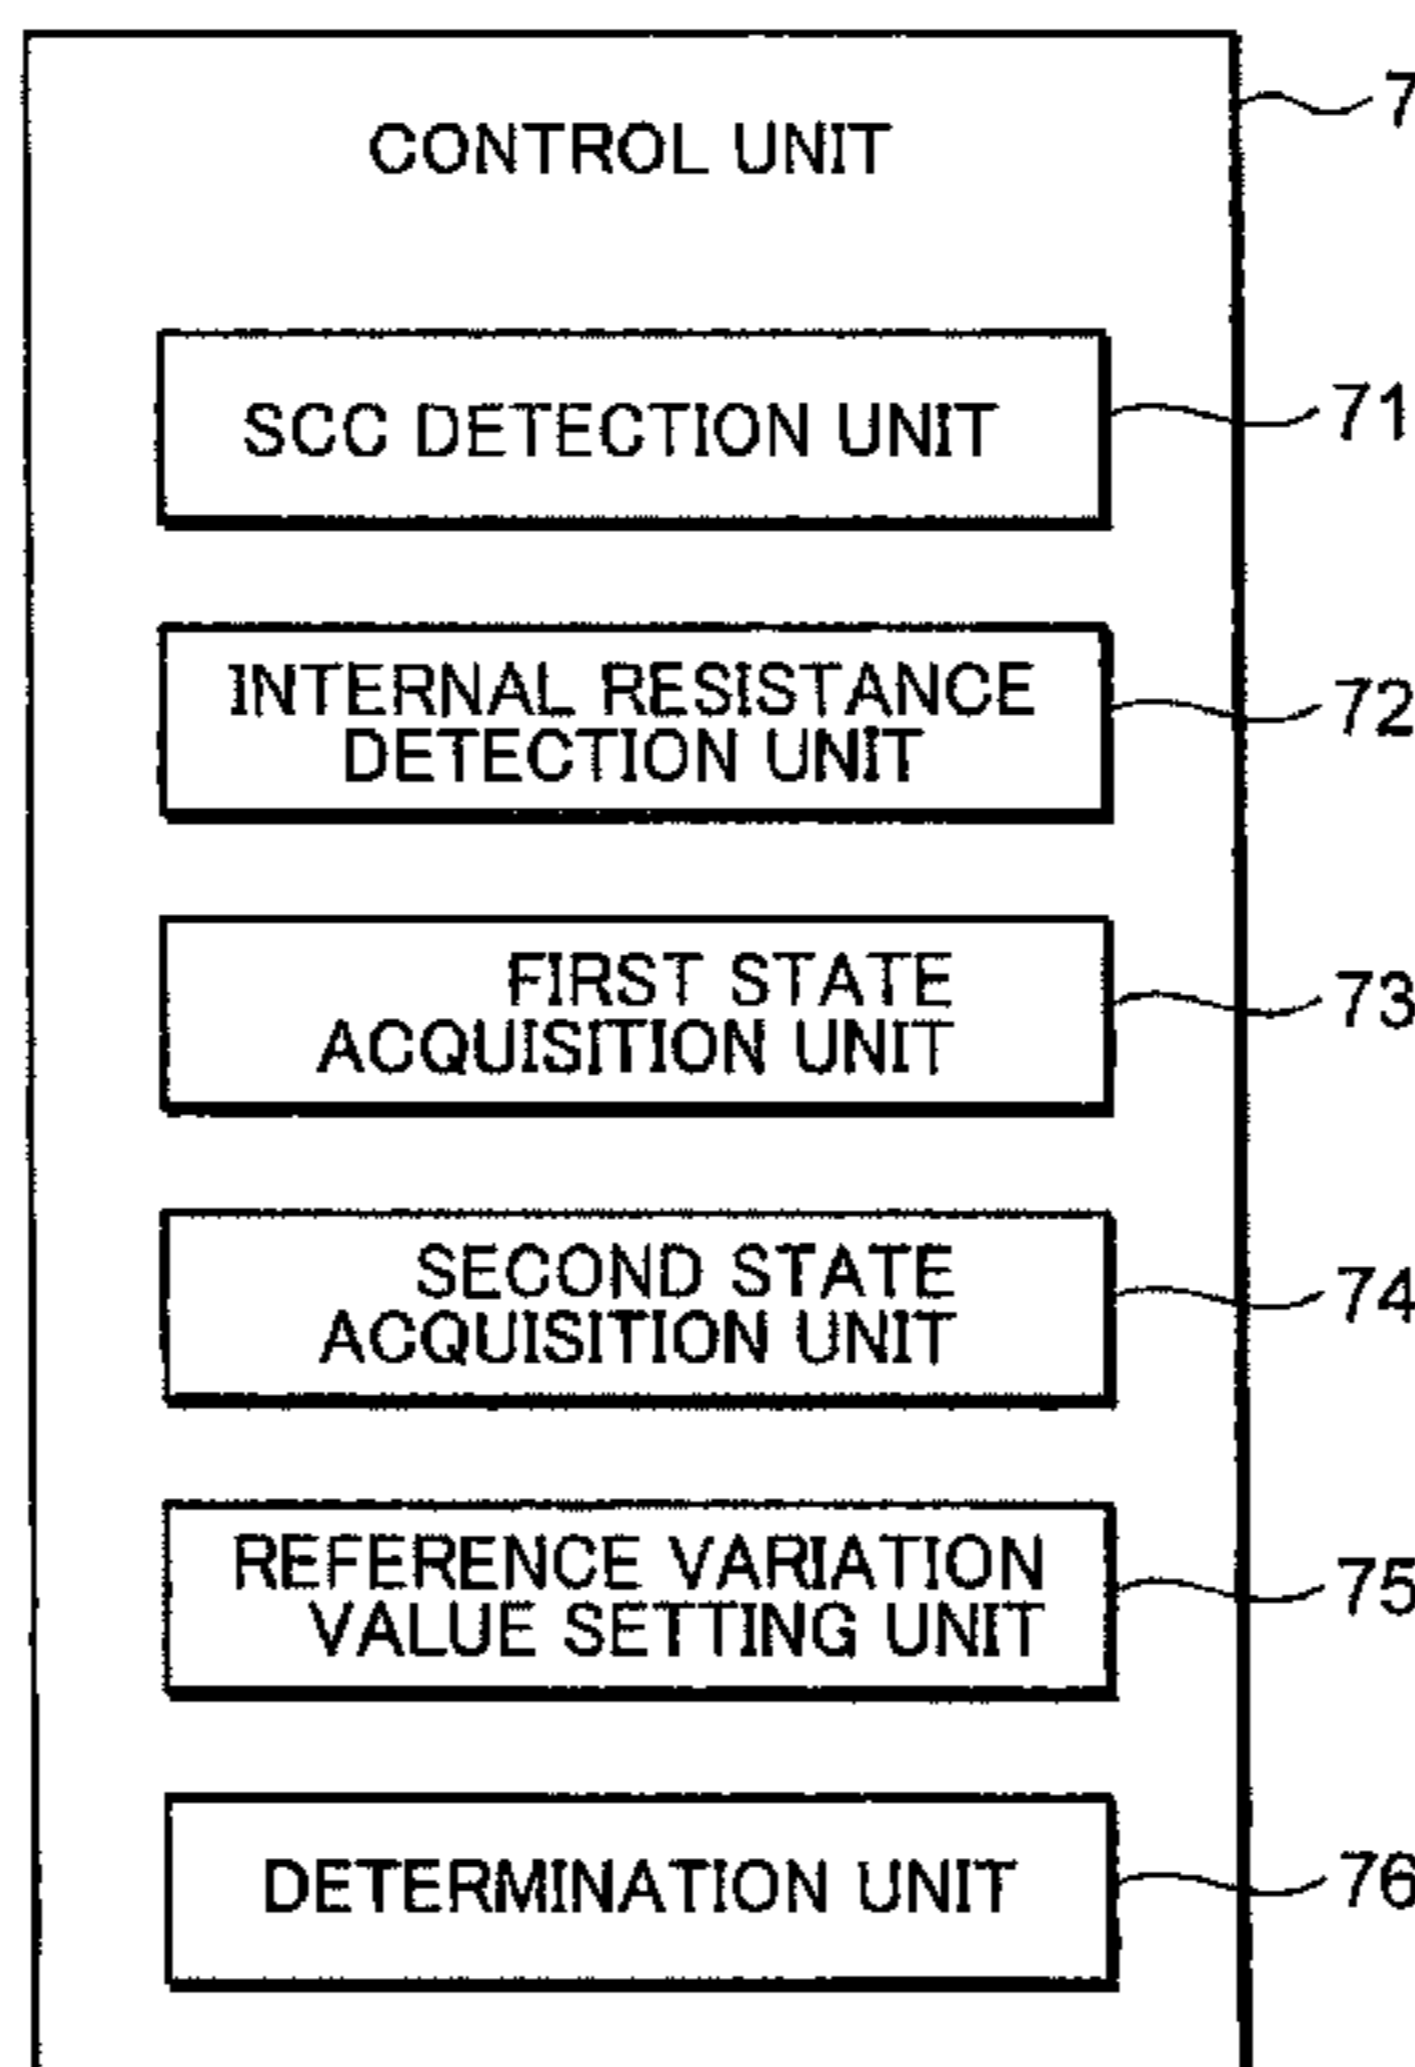 CONTROL UNIT
7
SCC DETECTION UNIT
71
INTERNAL RESISTANCE
DETECTION UNIT
72
FIRST STATE
ACQUISITION UNIT
73
SECOND STATE
ACQUISITION UNIT
74
REFERENCE VARIATION
VALUE SETTING UNIT
75
DETERMINATION UNIT
76